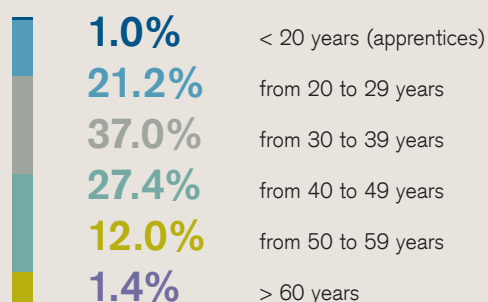 1.0% < 20 years (apprentices)
21.2% from 20 to 29 years
37.0% from 30 to 39 years
27.4% from 40 to 49 years
12.0% from 50 to 59 years
1.4% > 60 years